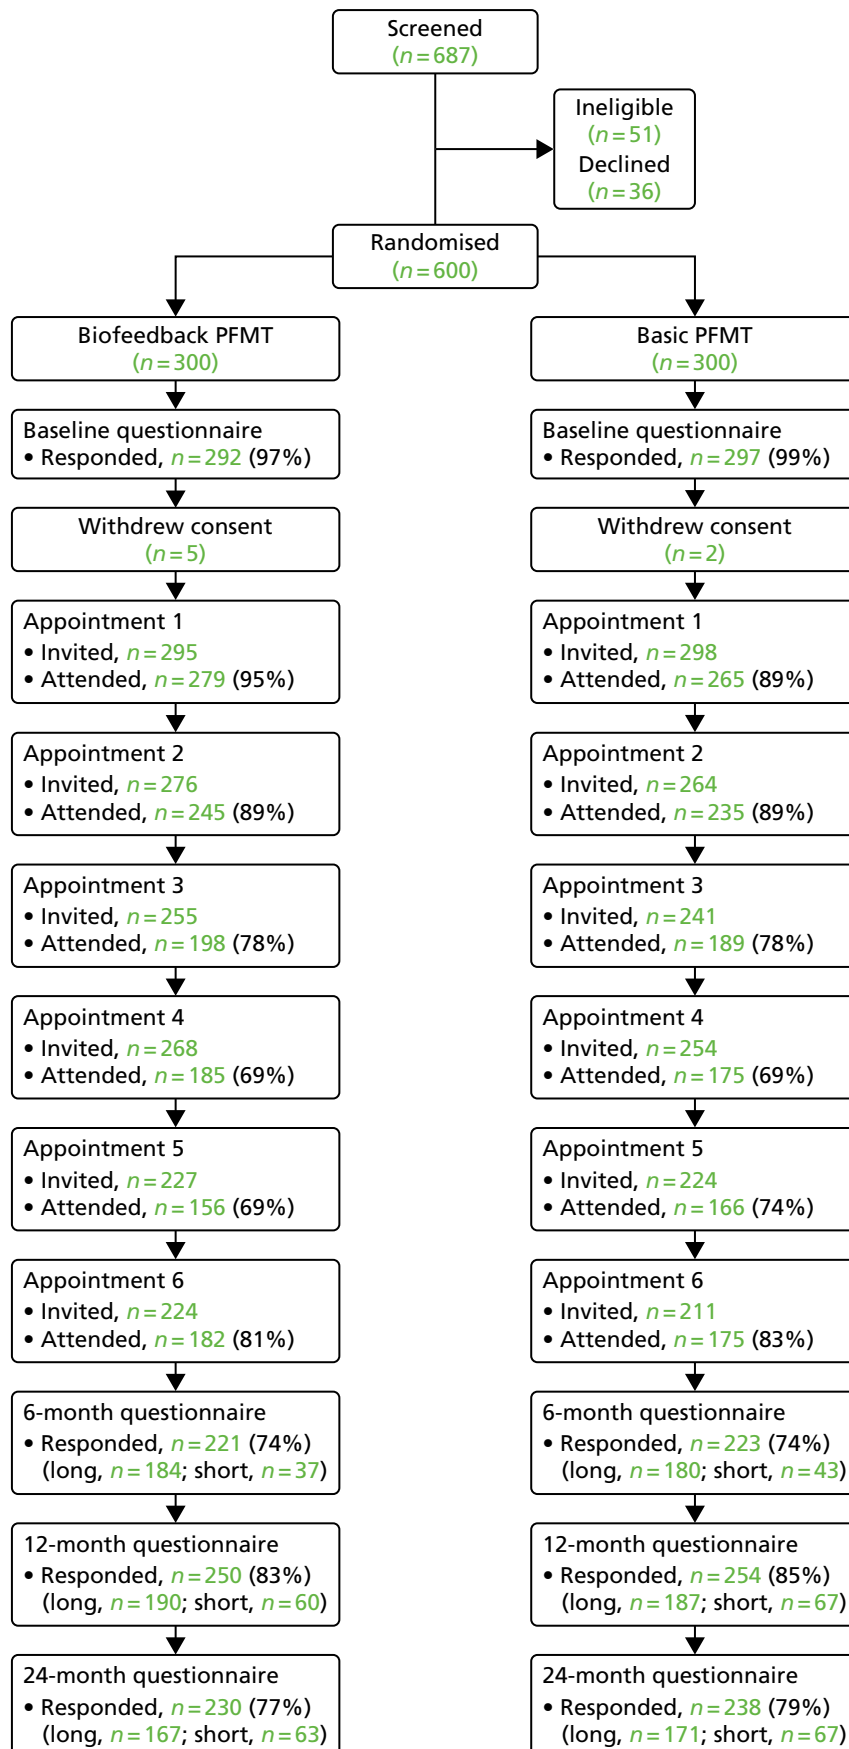 Screened
(n=687)
Ineligible
(n=51)
Declined
(n=36)
Randomised
(n=600)
Biofeedback PFMT
(n=300)
Baseline questionnaire
• Responded, n=292 (97%)
Withdrew consent
(n=5)
Appointment 1
• Invited, n=295
• Attended, n=279 (95%)
Appointment 2
• Invited, n=276
• Attended, n=245 (89%)
Appointment 3
• Invited, n=255
• Attended, n=198 (78%)
Appointment 4
• Invited, n=268
• Attended, n=185 (69%)
Appointment 5
• Invited, n=227
• Attended, n=156 (69%)
Appointment 6
• Invited, n=224
• Attended, n=182 (81%)
6-month questionnaire
• Responded, n=221 (74%)
(long, n=184; short, n=37)
12-month questionnaire
• Responded, n=250 (83%)
(long, n=190; short, n=60)
24-month questionnaire
• Responded, n=230 (77%)
(long, n=167; short, n=63)
Basic PFMT
(n=300)
Baseline questionnaire
• Responded, n=297 (99%)
Withdrew consent
(n=2)
Appointment 1
• Invited, n=298
• Attended, n=265 (89%)
Appointment 2
• Invited, n=264
• Attended, n=235 (89%)
Appointment 3
• Invited, n=241
• Attended, n=189 (78%)
Appointment 4
• Invited, n=254
• Attended, n=175 (69%)
Appointment 5
• Invited, n=224
• Attended, n=166 (74%)
Appointment 6
• Invited, n=211
• Attended, n=175 (83%)
6-month questionnaire
• Responded, n=223 (74%)
(long, n=180; short, n=43)
12-month questionnaire
• Responded, n=254 (85%)
(long, n=187; short, n=67)
24-month questionnaire
• Responded, n=238 (79%)
(long, n=171; short, n=67)